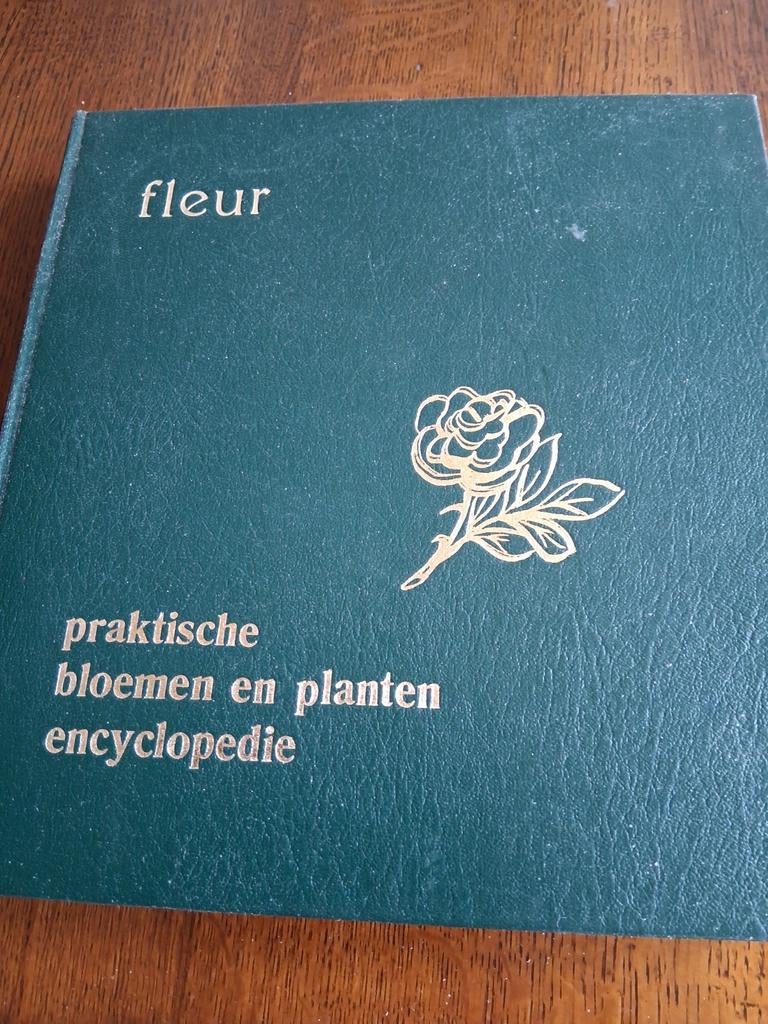 fleur
praktische
bloemen en planten
encyclopedie